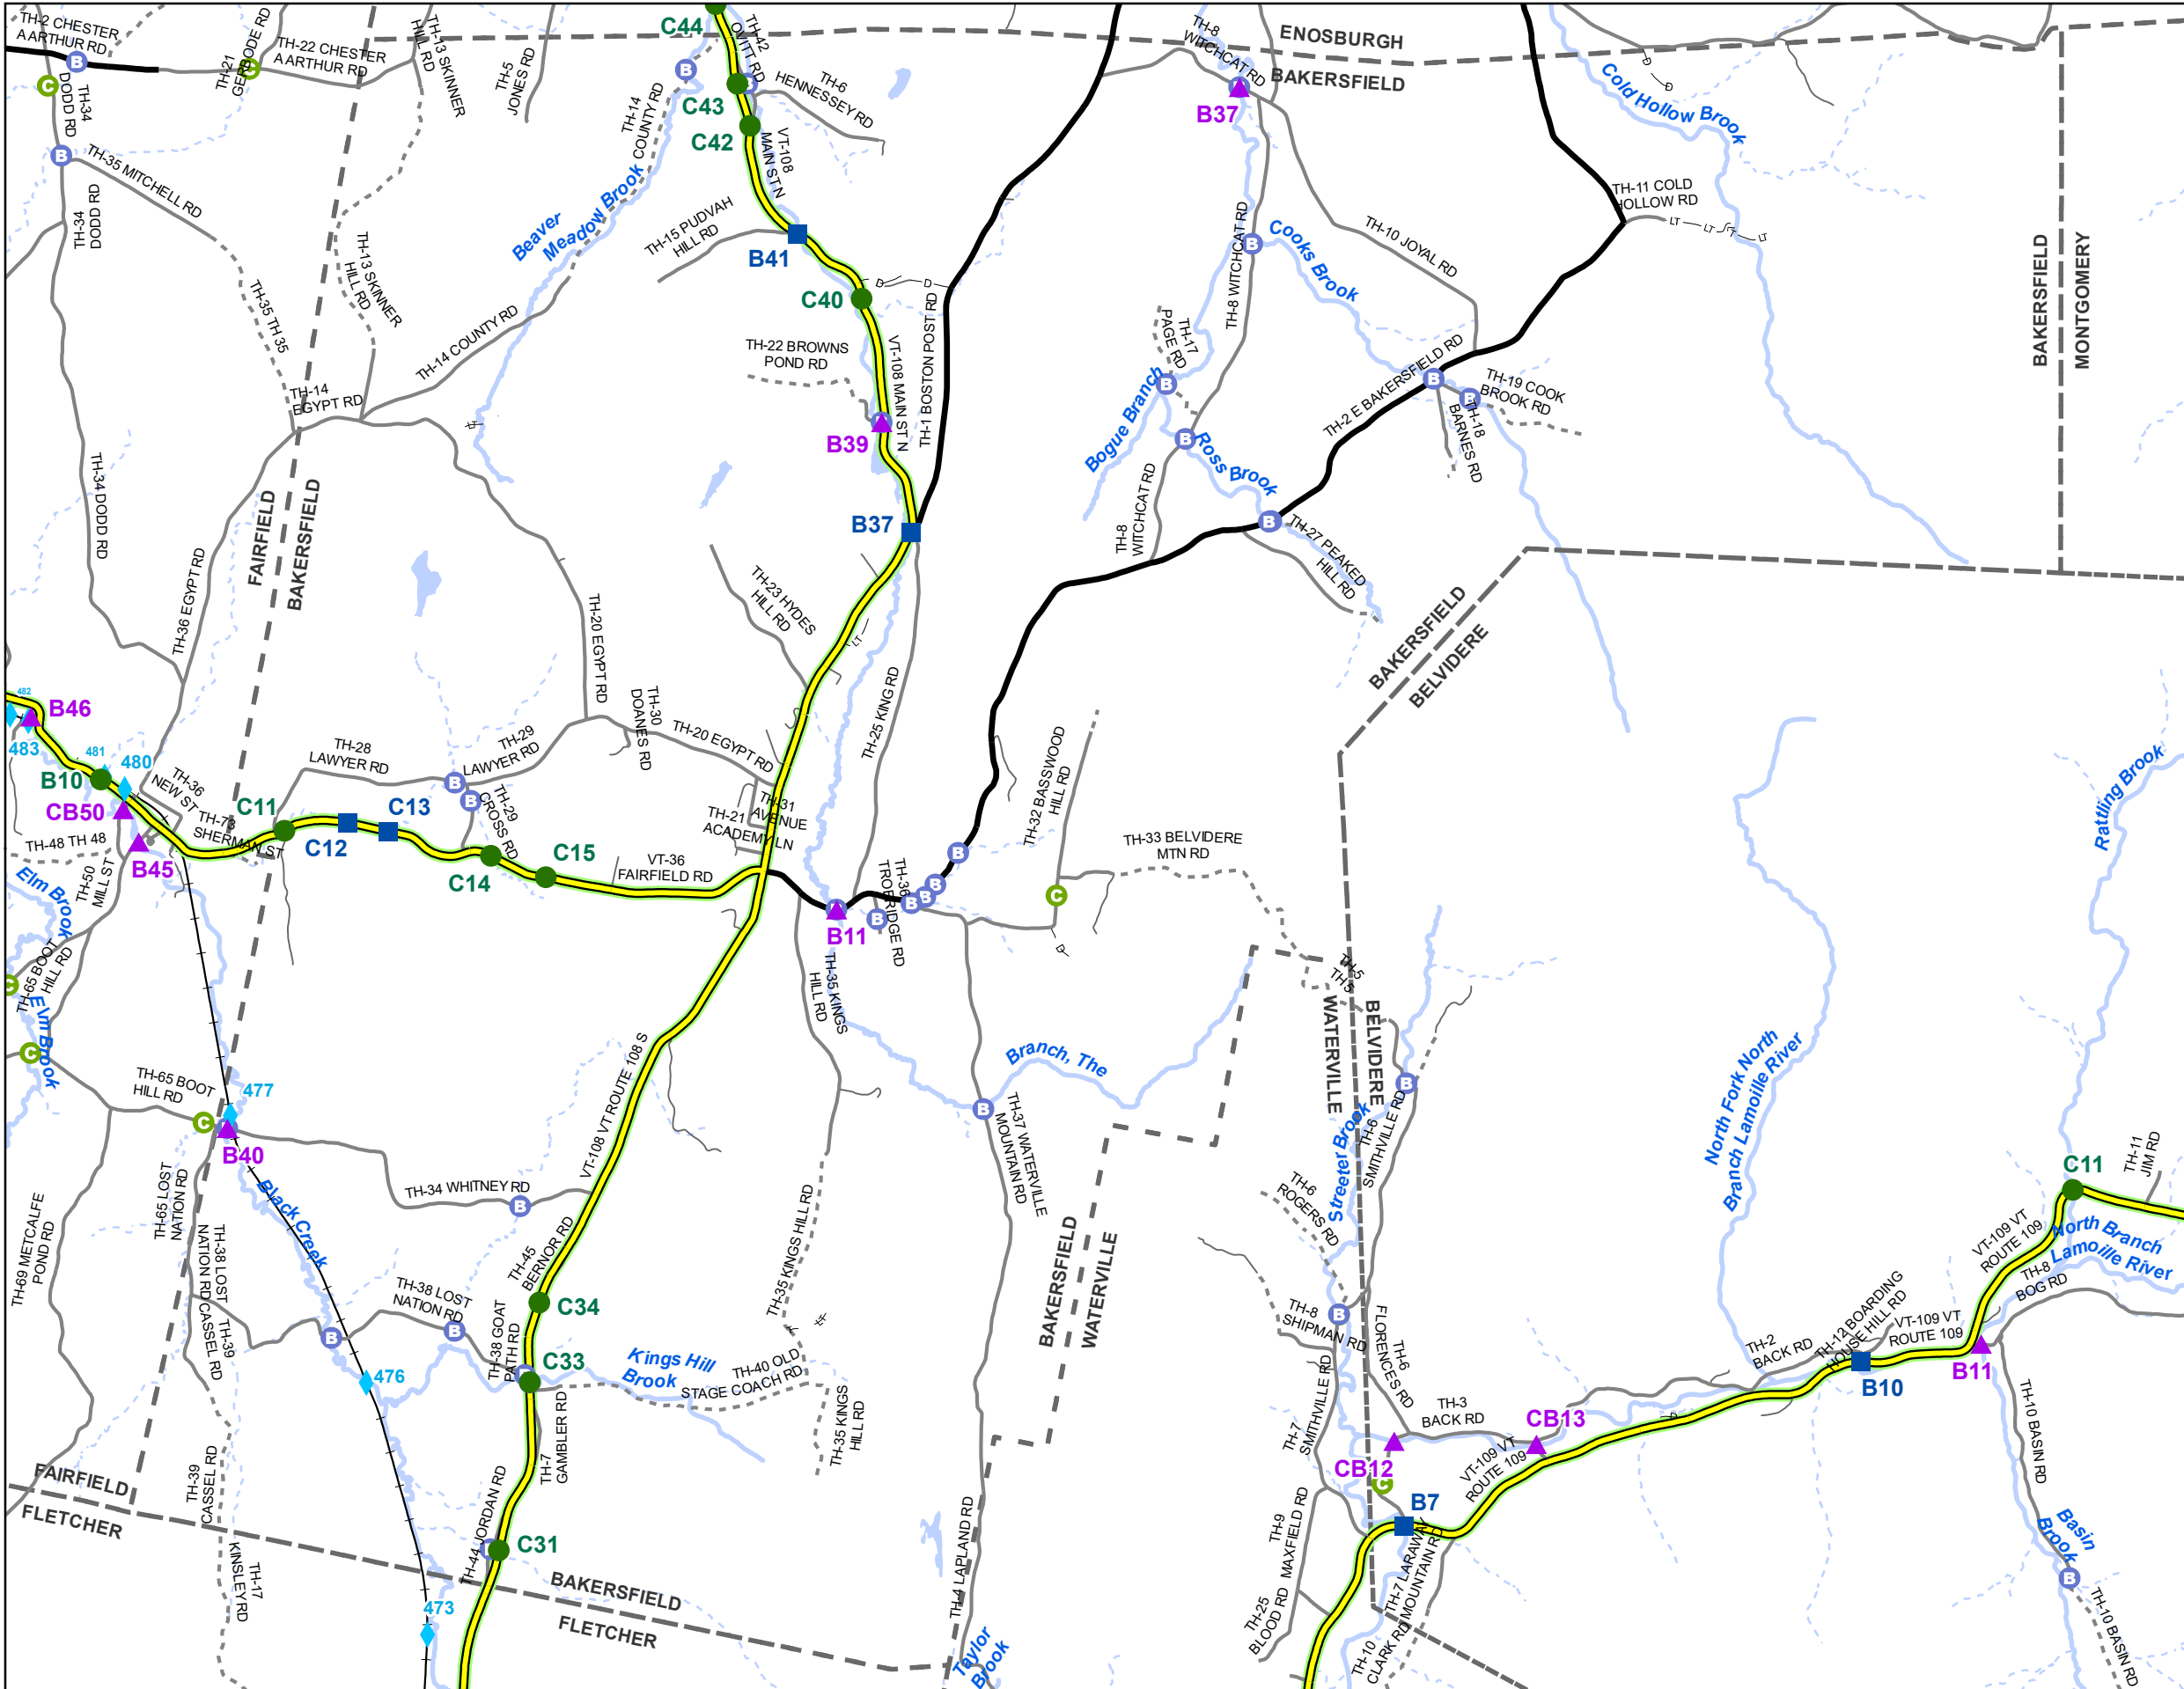 TH-2 CHESTER
AARTHUR RD
TH-21
GERBODE RD
TH-22 CHESTER
AARTHUR RD
TH-13 SKINNER
HILL RD
TH-5
JONES RD
C44
TH-42
OVITT RD
TH-8
WITCHCAT RD
ENOSBURGH
BAKERSFIELD
B
C
C
TH-34
DODD RD
B
C43
TH-6
HENNESSEY RD
C42
VT-108
MAIN ST N
TH-14
COUNTY RD
B37
Cold Hollow Brook
D
D
B
TH-35 MITCHELL RD
TH-34
DODD RD
Beaver
Meadow Brook
TH-15 PUDVAH
HILL RD
B41
TH-11 COLD
HOLLOW RD
LT
LT
LT
LT
TH-13 SKINNER
HILL RD
TH-35 TH 35
TH-8 WITCHCAT RD
B
Cooks Brook
TH-10 JOYAL RD
BAKERSFIELD
MONTGOMERY
C40
D
D
TH-1 BOSTON POST RD
TH-14 COUNTY RD
TH-22 BROWNS
POND RD
VT-108 MAIN ST N
TH-17
PAGE RD
B
TH-14
EGYPT RD
TH-2 E BAKERSFIELD RD
B
B
TH-19 COOK
BROOK RD
TH-18
BARNES RD
B39
Bogue Branch
B
Ross Brook
TH-34 DODD RD
FAIRFIELD
BAKERSFIELD
TH-8
WITCHCAT RD
B37
B
TH-27 PEAKED
HILL RD
TH-36 EGYPT RD
TH-23 HYDES
HILL RD
TH-20 EGYPT RD
LT
BAKERSFIELD
BELVIDERE
TH-25 KING RD
482
B46
483
481
480
B10
CB50
TH-36
NEW ST
TH-28
LAWYER RD
TH-29
LAWYER RD
B
B
TH-30
DOANES RD
TH-20 EGYPT RD
TH-32 BASSWOOD
HILL RD
Rattling Brook
C11
C12
C13
TH-29
CROSS RD
TH-31
AVENUE
TH-21
ACADEMY LN
TH-73
SHERMAN ST
TH-48 TH 48
B45
TH-50
MILL ST
C14
C15
VT-36
FAIRFIELD RD
B
TH-33 BELVIDERE
MTN RD
Elm Brook
B11
B
B
B
B
TH-36
TROBRIDGE RD
C
D
TH-65 BOOT
HILL RD
C
Elm Brook
C
TH-35 KINGS
HILL RD
TH-5
TH 5
WATERVILLE
BELVIDERE
VT-108 VT ROUTE 108 S
Branch, The
North Fork North
Branch Lamoille River
TH-65 BOOT
HILL RD
477
C
B40
B
TH-37 WATERVILLE
MOUNTAIN RD
B
TH-6
SMITHVILLE RD
Streeter Brook
TH-11
JIM RD
C11
TH-65 LOST
NATION RD
Black Creek
TH-34 WHITNEY RD
B
TH-6
ROGERS RD
TH-69 METCALFE
POND RD
TH-38 LOST
NATION RD
TH-45
BERNOR RD
TH-35 KINGS HILL RD
BAKERSFIELD
WATERVILLE
VT-109 VT
ROUTE 109
North Branch
Lamoille River
TH-8
BOG RD
TH-38 LOST
NATION RD
C34
B
B
TH-39
CASSEL RD
TH-38 GOAT
PATH RD
B
TH-8
SHIPMAN RD
TH-6
FLORENCES RD
TH-2
BACK RD
TH-12 BOARDING
HOUSE HILL RD
VT-109 VT
ROUTE 109
B10
B11
476
C33
Kings Hill
Brook
TH-40 OLD
STAGE COACH RD
TH-35 KINGS
HILL RD
TH-7
GAMBLER RD
TH-7
SMITHVILLE RD
TH-3
BACK RD
CB13
D
CB12
C
VT-109 VT
ROUTE 109
TH-10 BASIN RD
FAIRFIELD
FLETCHER
TH-39
CASSEL RD
TH-44 JORDAN RD
C31
B7
TH-9
MAXFIELD RD
TH-7 LARAWAY
MOUNTAIN RD
Basin
Brook
B
TH-17
KINSLEY RD
BAKERSFIELD
FLETCHER
473
TH-4 LAPLAND RD
TH-25
BLOOD RD
TH-10
CLARK RD
TH-10 BASIN RD
Taylor
Brook